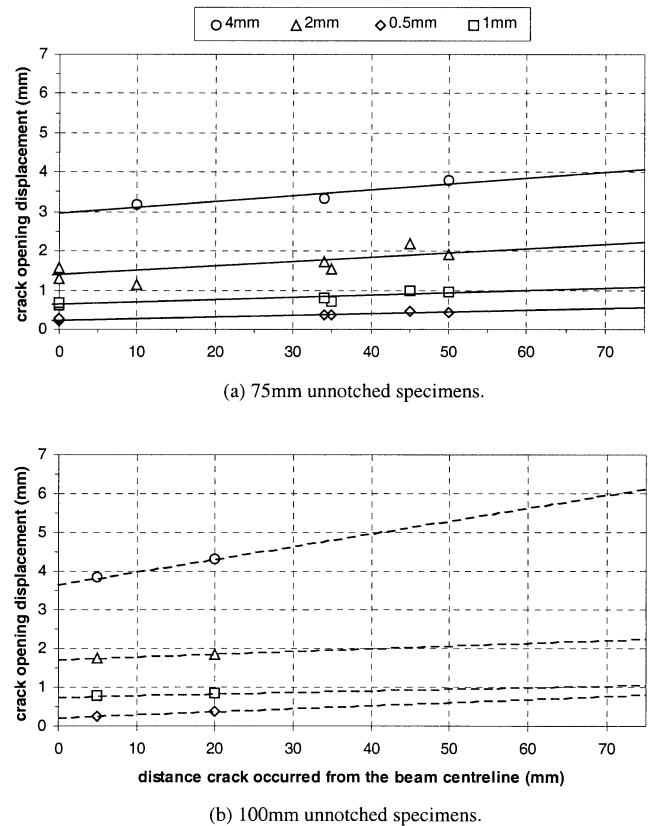 4mm 2mm 0.5mm 1mm
7
6
5
4
3
2
1
0
crack opening displacement (mm)
0 10 20 30 40 50 60 70
(a) 75mm unnotched specimens.
7
6
5
4
3
2
1
0
crack opening displacement (mm)
0 10 20 30 40 50 60 70
distance crack occurred from the beam centreline (mm)
(b) 100mm unnotched specimens.